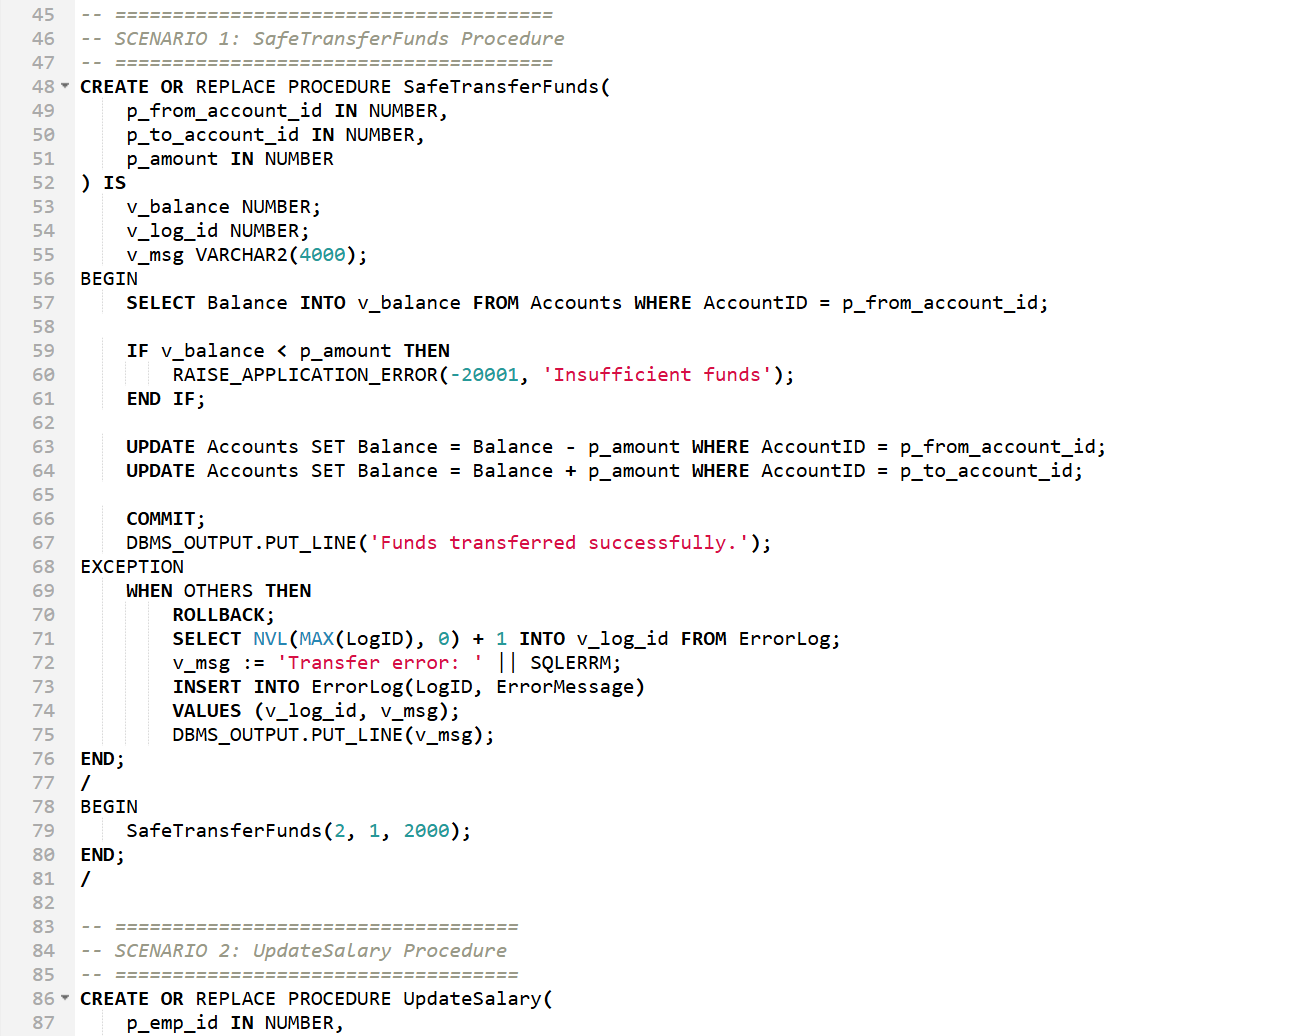 45 -- ======================================
46 -- SCENARIO 1: SafeTransferFunds Procedure
47 -- ======================================
48 CREATE OR REPLACE PROCEDURE SafeTransferFunds(
49     p_from_account_id IN NUMBER,
50     p_to_account_id IN NUMBER,
51     p_amount IN NUMBER
52 ) IS
53     v_balance NUMBER;
54     v_log_id NUMBER;
55     v_msg VARCHAR2(4000);
56 BEGIN
57     SELECT Balance INTO v_balance FROM Accounts WHERE AccountID = p_from_account_id;
58
59     IF v_balance < p_amount THEN
60         RAISE_APPLICATION_ERROR(-20001, 'Insufficient funds');
61     END IF;
62
63     UPDATE Accounts SET Balance = Balance - p_amount WHERE AccountID = p_from_account_id;
64     UPDATE Accounts SET Balance = Balance + p_amount WHERE AccountID = p_to_account_id;
65
66     COMMIT;
67     DBMS_OUTPUT.PUT_LINE('Funds transferred successfully.');
68 EXCEPTION
69     WHEN OTHERS THEN
70         ROLLBACK;
71         SELECT NVL(MAX(LogID), 0) + 1 INTO v_log_id FROM ErrorLog;
72         v_msg := 'Transfer error: ' || SQLERRM;
73         INSERT INTO ErrorLog(LogID, ErrorMessage)
74         VALUES (v_log_id, v_msg);
75         DBMS_OUTPUT.PUT_LINE(v_msg);
76 END;
77 /
78 BEGIN
79     SafeTransferFunds(2, 1, 2000);
80 END;
81 /
82
83 -- ===================================
84 -- SCENARIO 2: UpdateSalary Procedure
85 -- ===================================
86 CREATE OR REPLACE PROCEDURE UpdateSalary(
87     p_emp_id IN NUMBER,